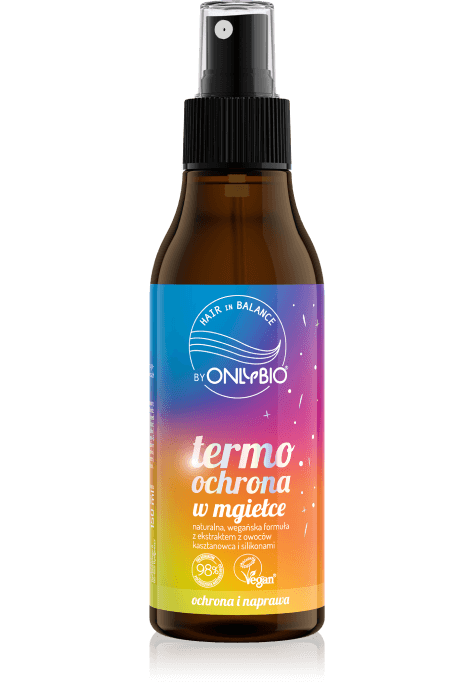 HAIR IN BALANCE
BY ONLYBIO®
termo
ochrona
w mgiełce
naturalna, wegańska formuła
z ekstraktem z owoców
kasztanowca i silikonami
98%
vegan®
ochrona i naprawa